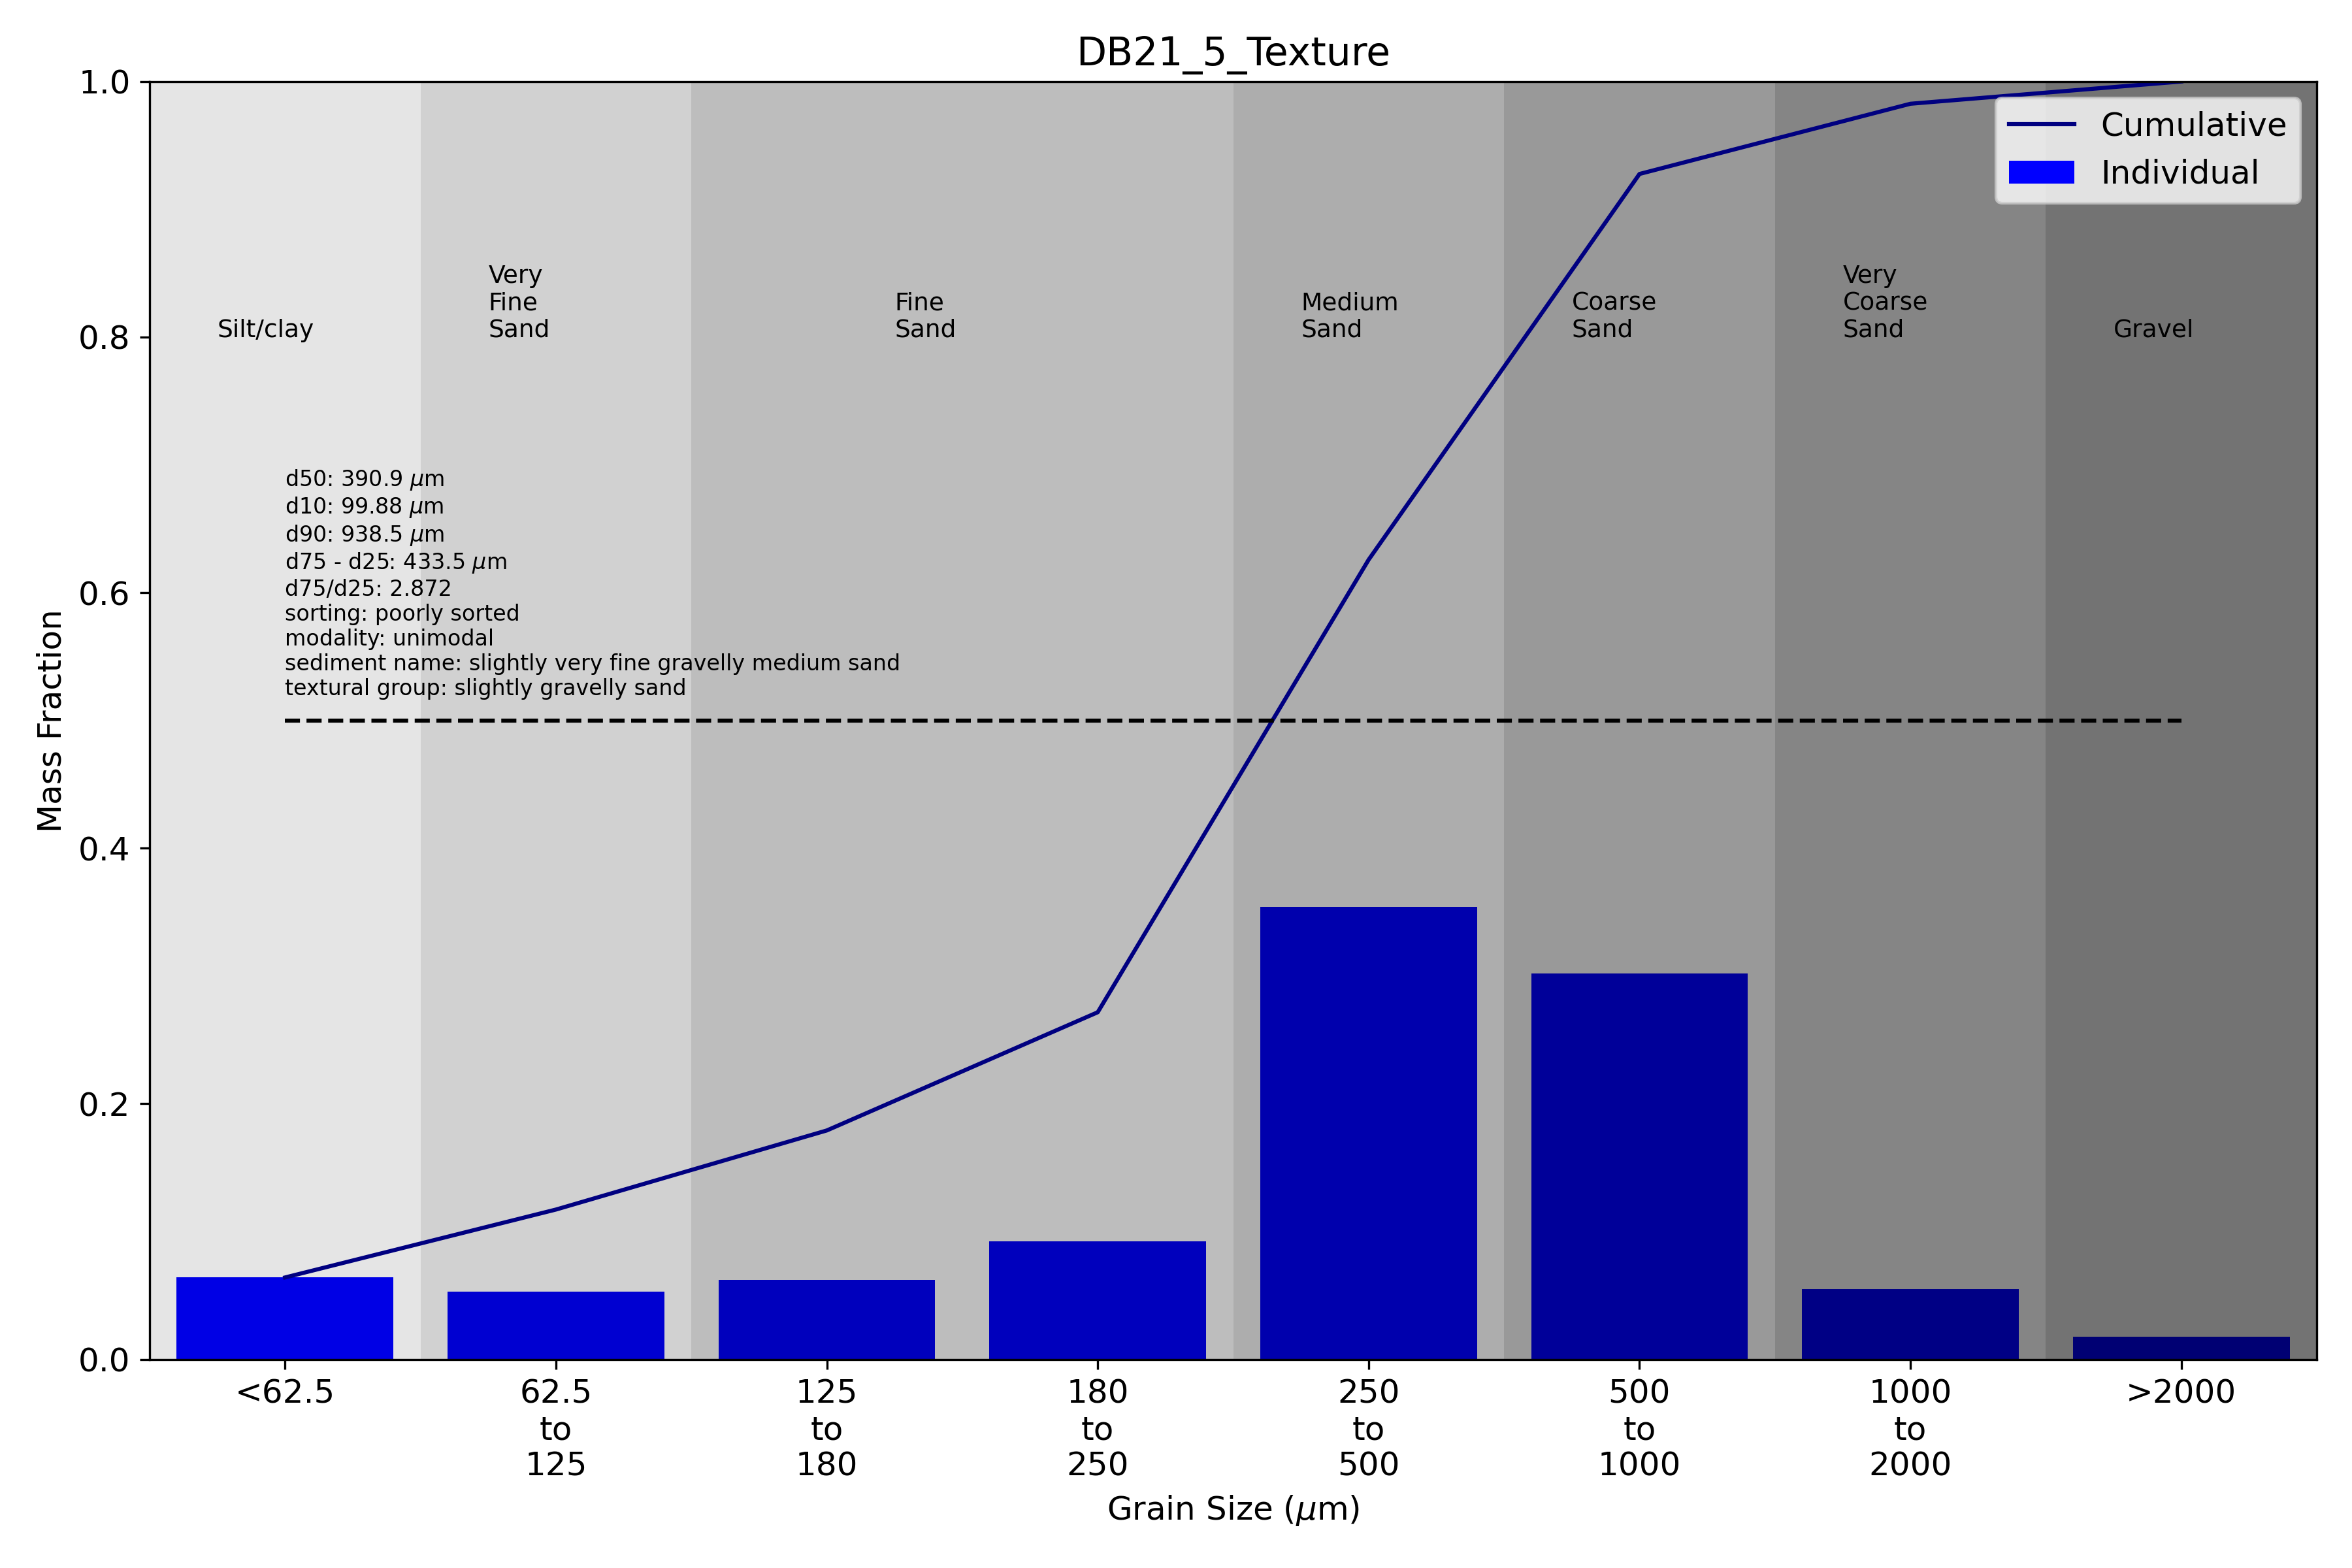 DB21_5_Texture
1.0
0.8
0.6
0.4
0.2
0.0
Mass Fraction
Cumulative
Individual
Silt/clay
Very
Fine
Sand
Fine
Sand
Medium
Sand
Coarse
Sand
Very
Coarse
Sand
Gravel
d50: 390.9 μm
d10: 99.88 μm
d90: 938.5 μm
d75 - d25: 433.5 μm
d75/d25: 2.872
sorting: poorly sorted
modality: unimodal
sediment name: slightly very fine gravelly medium sand
textural group: slightly gravelly sand
<62.5
62.5
to
125
125
to
180
180
to
250
250
to
500
500
to
1000
1000
to
2000
>2000
Grain Size (μm)